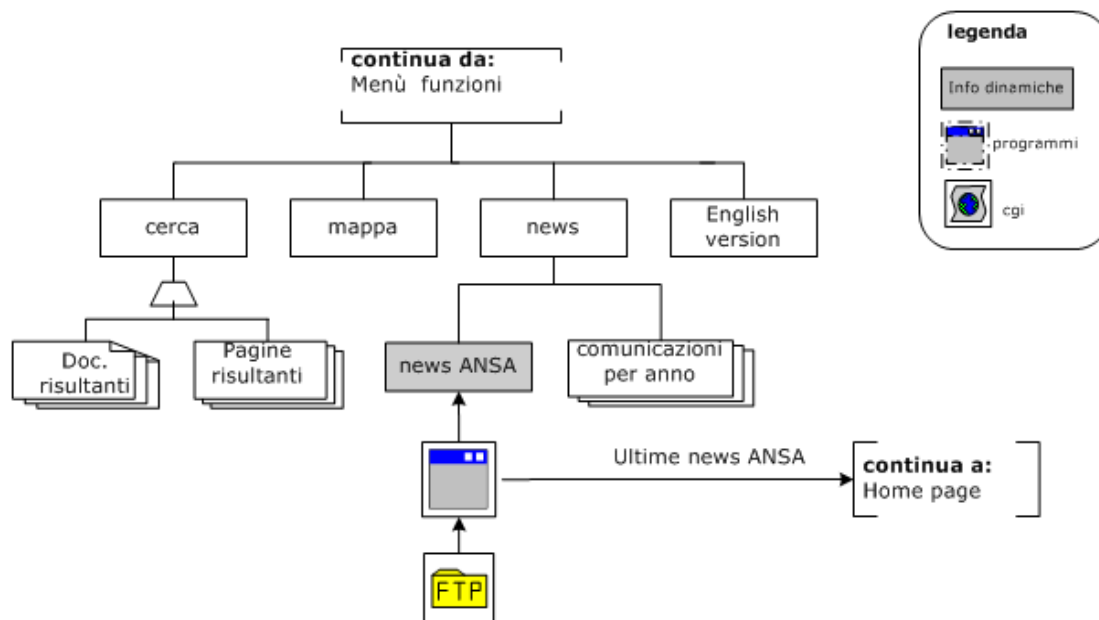 continua da:
Menù funzioni
legenda
Info dinamiche
programmi
cgi
cerca
mappa
news
English
version
Doc.
risultanti
Pagine
risultanti
news ANSA
comunicazioni
per anno
Ultime news ANSA
continua a:
Home page
FTP